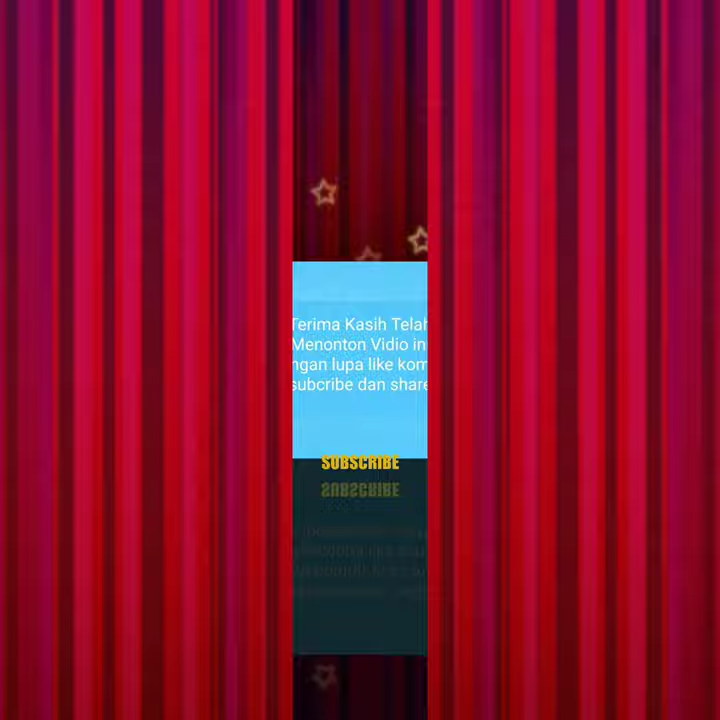 Terima Kasih Telah
Menonton Vidio in
ngan lupa like kom
subcribe dan share
SUBSCRIBE